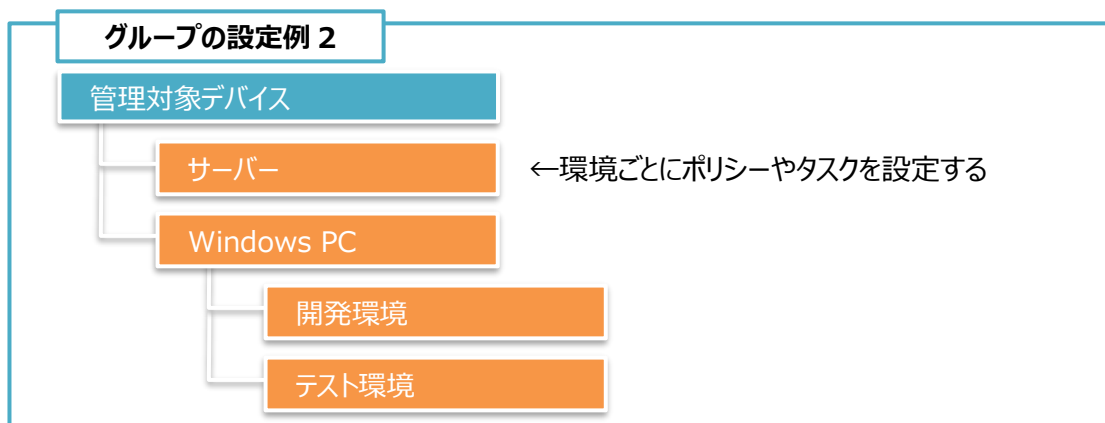 グループの設定例 2
管理対象デバイス
サーバー ←環境ごとにポリシーやタスクを設定する
Windows PC
開発環境
テスト環境